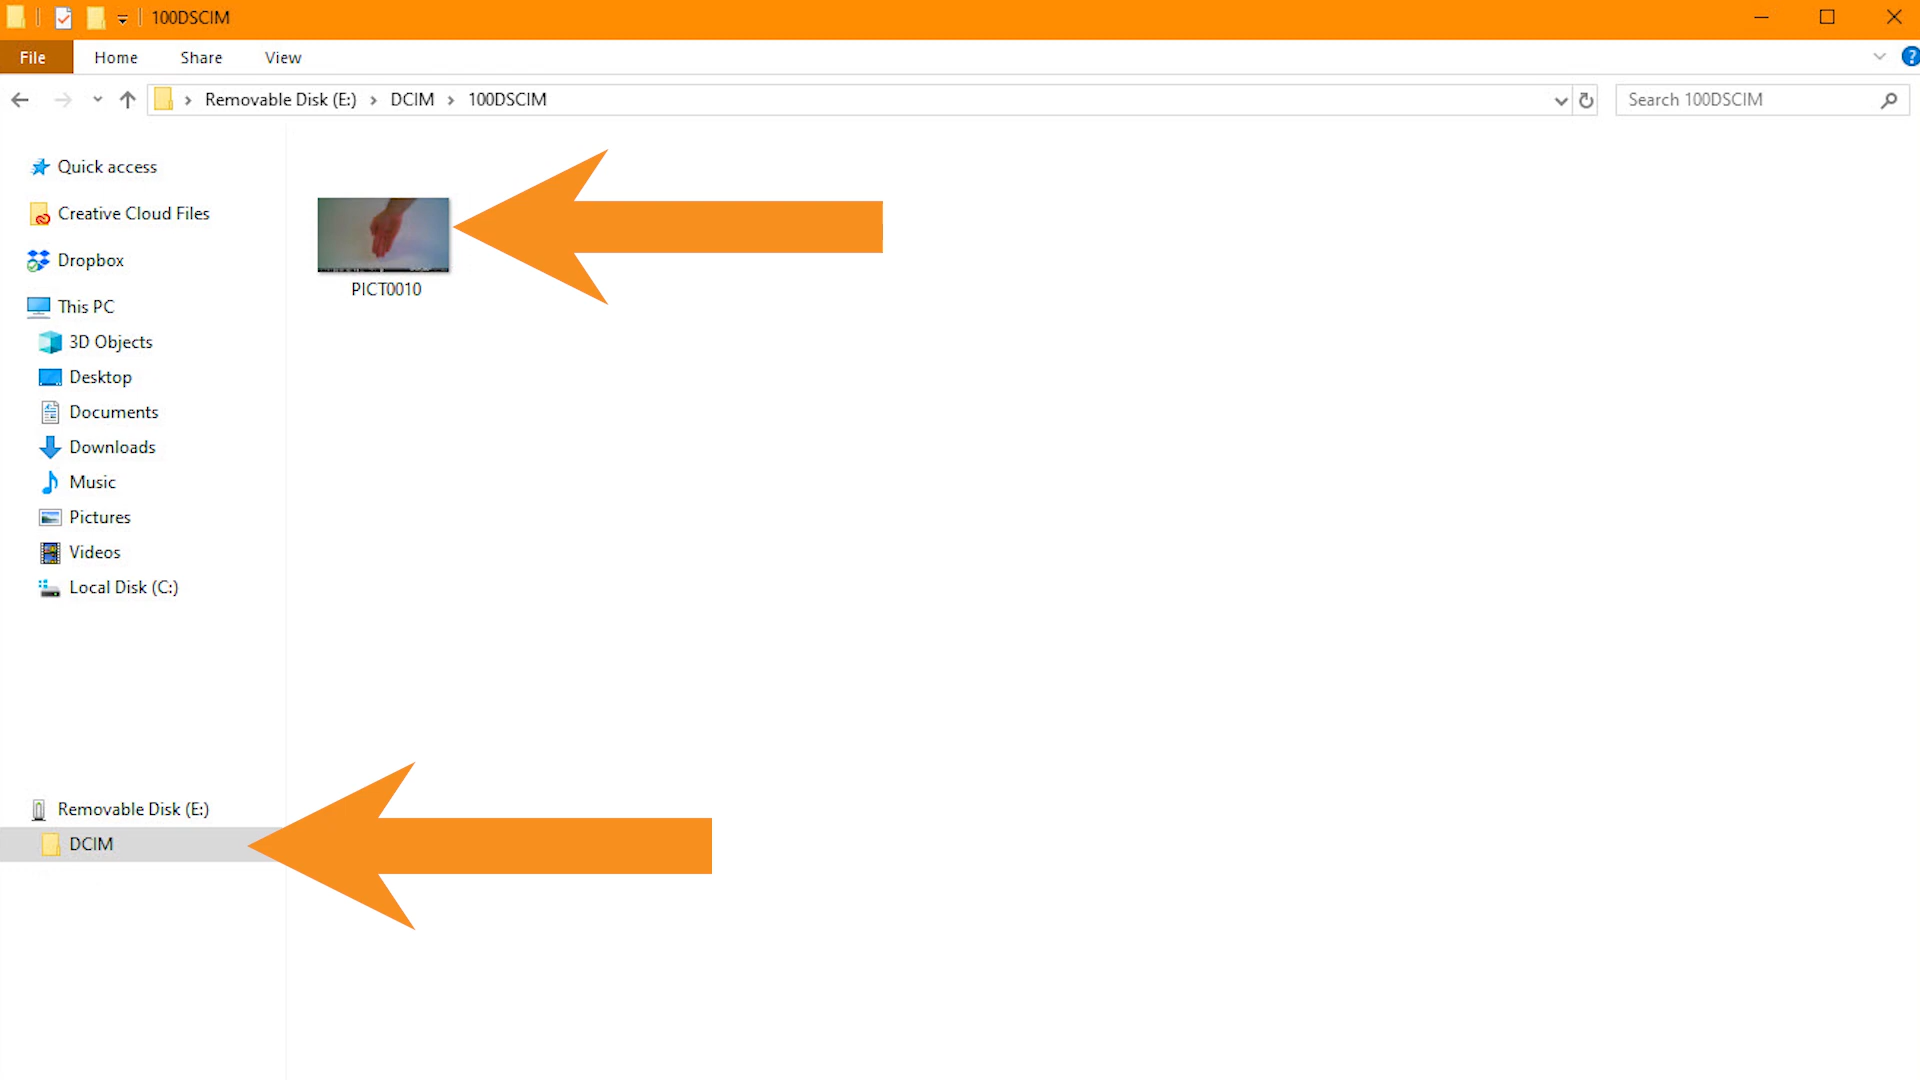 100DSCIM
File Home Share View
?
Removable Disk (E:) > DCIM > 100DSCIM
Search 100DSCIM
Quick access
Creative Cloud Files
Dropbox
This PC
3D Objects
Desktop
Documents
Downloads
Music
Pictures
Videos
Local Disk (C:)
Removable Disk (E:)
DCIM
PICT0010